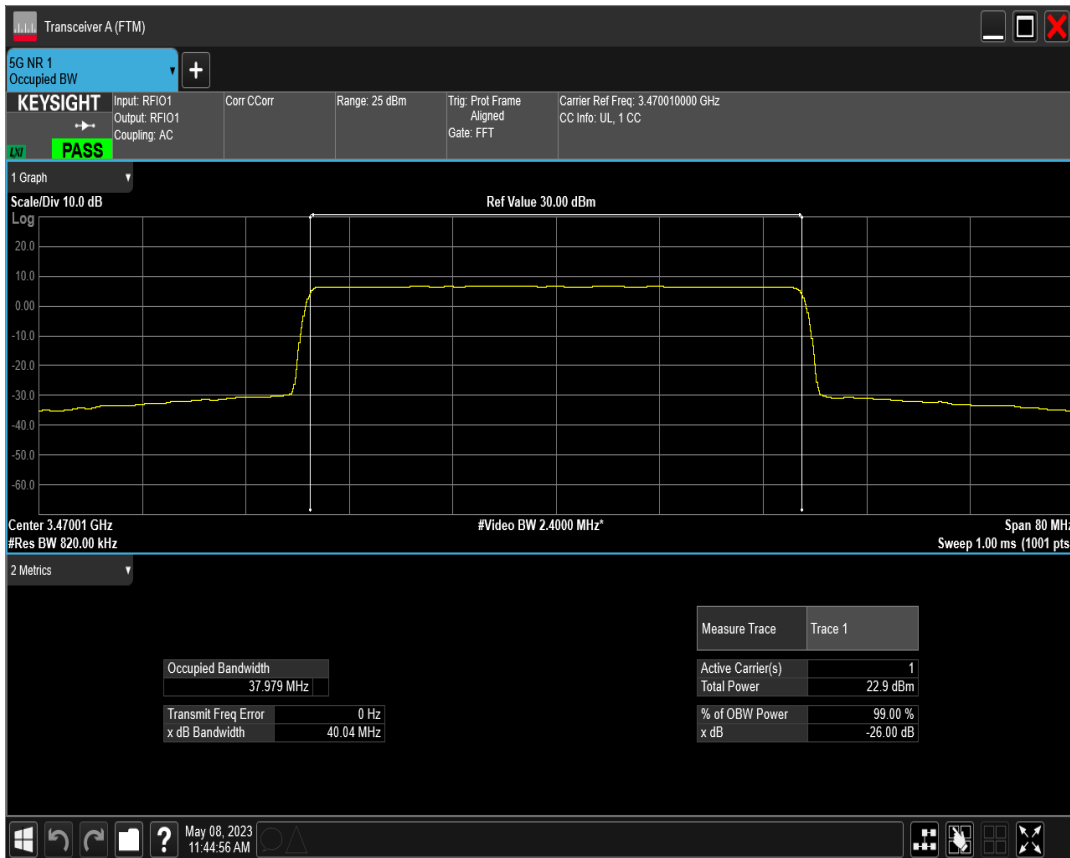 Transceiver A (FTM)
5G NR 1
Occupied BW
+
KEYSIGHT
LXI
PASS
Input: RFIO1
Output: RFIO1
Coupling: AC
Corr CCorr
Range: 25 dBm
Trig: Prot Frame
Aligned
Gate: FFT
Carrier Ref Freq: 3.470010000 GHz
CC Info: UL, 1 CC
1 Graph
Scale/Div 10.0 dB
Ref Value 30.00 dBm
Log
20.0
10.0
0.00
-10.0
-20.0
-30.0
-40.0
-50.0
-60.0
Center 3.47001 GHz
#Video BW 2.4000 MHz*
Span 80 MHz
#Res BW 820.00 kHz
Sweep 1.00 ms (1001 pts
2 Metrics
Measure Trace Trace 1
Occupied Bandwidth
37.979 MHz
Active Carrier(s) 1
Total Power 22.9 dBm
Transmit Freq Error 0 Hz
x dB Bandwidth 40.04 MHz
% of OBW Power 99.00 %
x dB -26.00 dB
?
May 08, 2023
11:44:56 AM